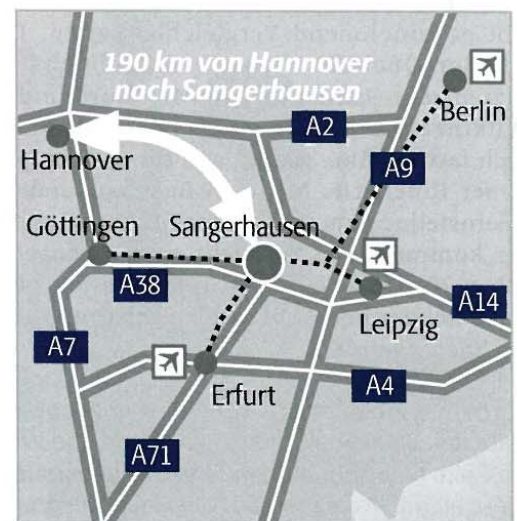 190 km von Hannover
nach Sangerhausen
Berlin
A2
Hannover
A9
Göttingen
Sangerhausen
A38
Leipzig
A14
A7
Erfurt
A4
A71